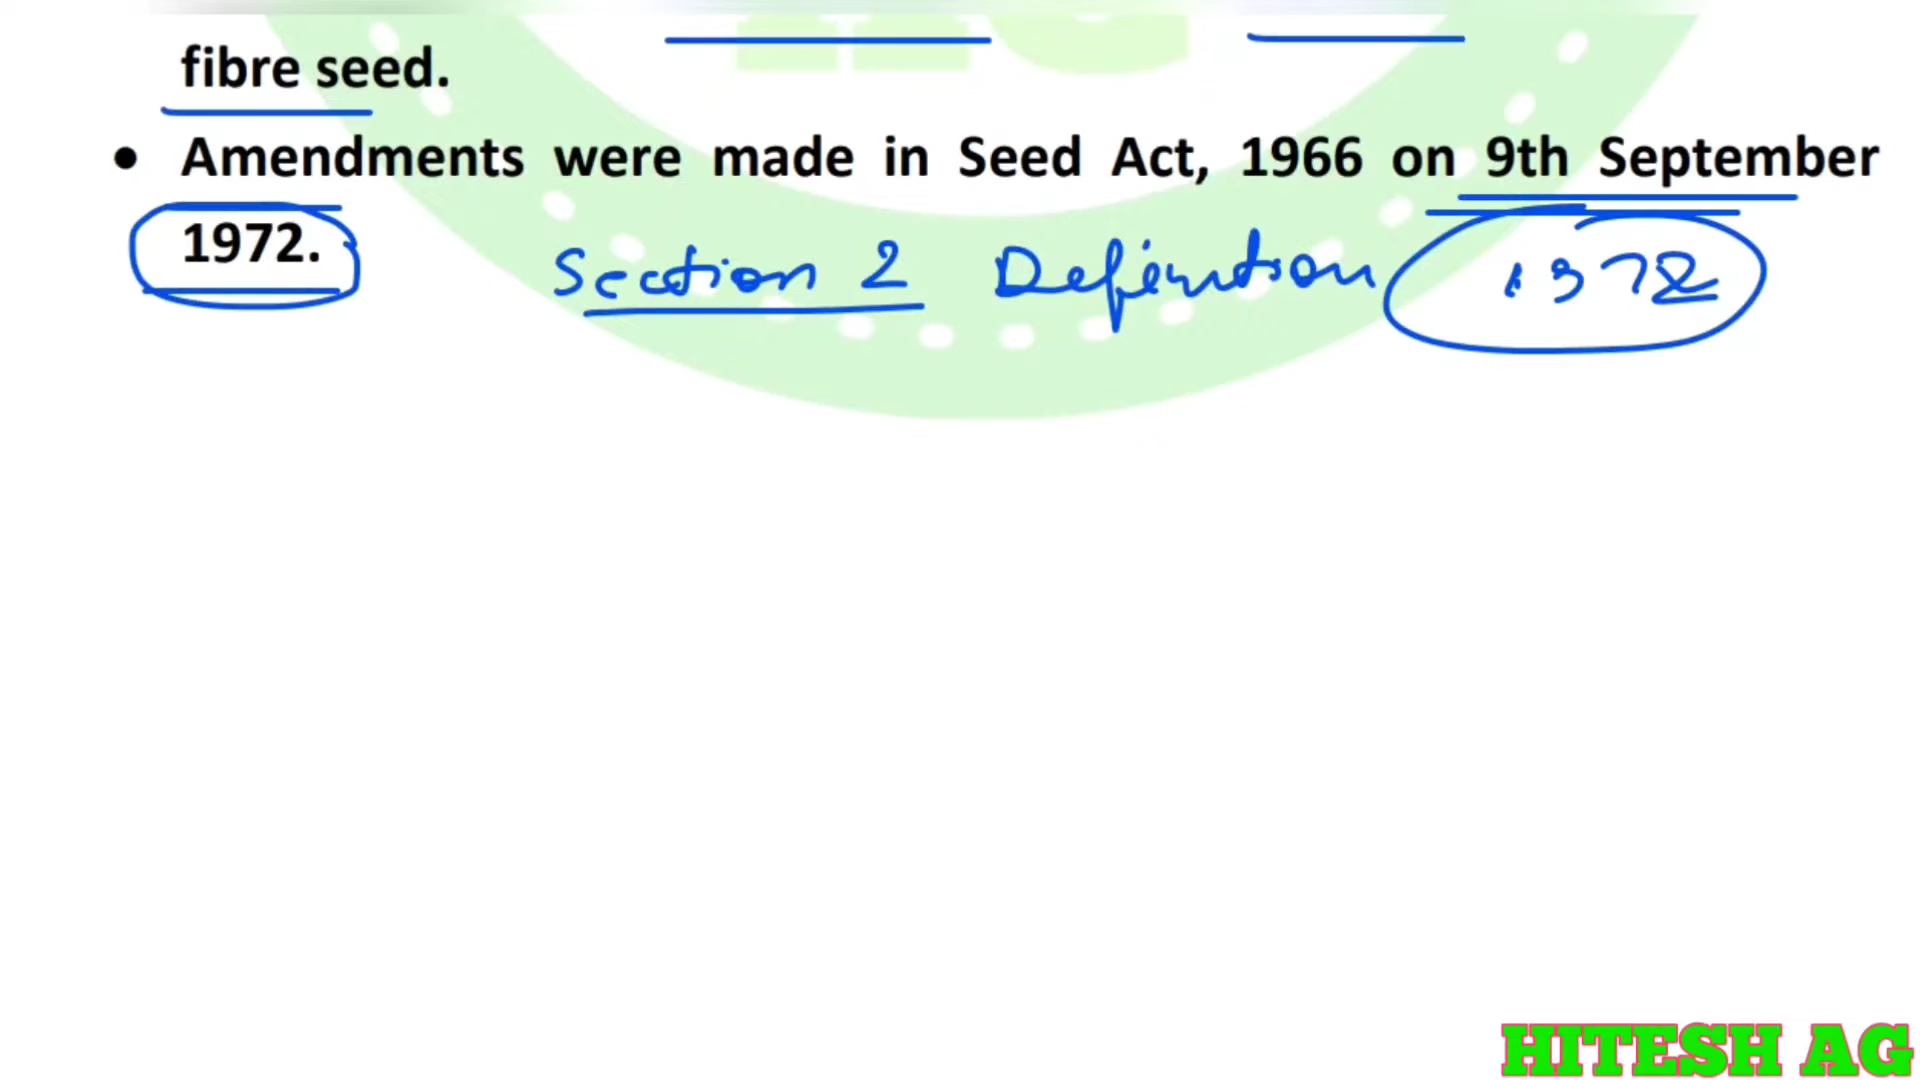 fibre seed.
• Amendments were made in Seed Act, 1966 on 9th September
1972.
Section 2 Definition 1972
HITESH AG